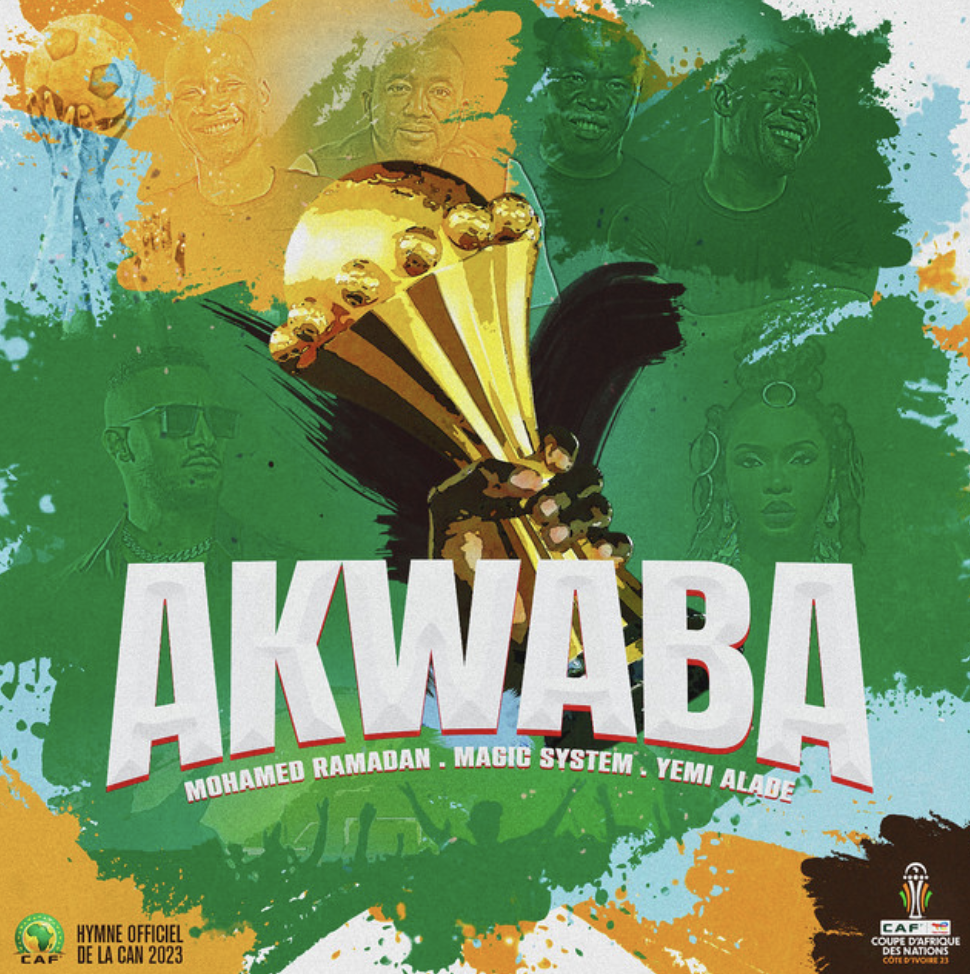 AKWABA
MOHAMED RAMADAN . MAGIC SYSTEM . YEMI ALADE
CAF
HYMNE OFFICIEL
DE LA CAN 2023
CAF
COUPE D'AFRIQUE
DES NATIONS
CÔTE D'IVOIRE 23